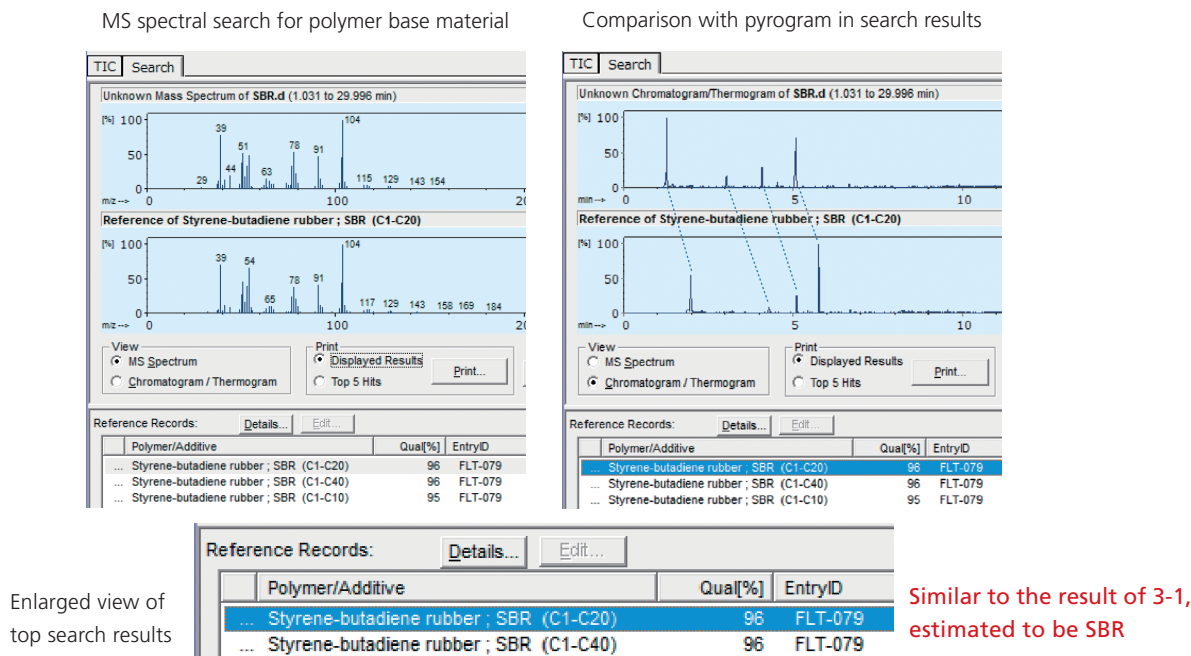 MS spectral search for polymer base material
Comparison with pyrogram in search results
TIC Search
Unknown Mass Spectrum of SBR.d (1.031 to 29.996 min)
[%] 100
50
0
29 39 44 51 63 78 91 104 115 129 143 154
m/z --> 0 100 20
Reference of Styrene-butadiene rubber ; SBR (C1-C20)
[%] 100
50
0
39 54 65 78 91 104 117 129 143 158 169 184
m/z --> 0 100 20
View
MS Spectrum
Chromatogram / Thermogram
Print
Displayed Results
Top 5 Hits
Print...
Reference Records: Details... Edit...
Polymer/Additive Qual[%] EntryID
... Styrene-butadiene rubber ; SBR (C1-C20) 96 FLT-079
... Styrene-butadiene rubber ; SBR (C1-C40) 96 FLT-079
... Styrene-butadiene rubber ; SBR (C1-C10) 95 FLT-079
TIC Search
Unknown Chromatogram/Thermogram of SBR.d (1.031 to 29.996 min)
[%] 100
50
0
min--> 0 5 10
Reference of Styrene-butadiene rubber ; SBR (C1-C20)
[%] 100
50
0
min--> 0 5 10
View
MS Spectrum
Chromatogram / Thermogram
Print
Displayed Results
Top 5 Hits
Print...
Reference Records: Details... Edit...
Polymer/Additive Qual[%] EntryID
... Styrene-butadiene rubber ; SBR (C1-C20) 96 FLT-079
... Styrene-butadiene rubber ; SBR (C1-C40) 96 FLT-079
... Styrene-butadiene rubber ; SBR (C1-C10) 95 FLT-079
Enlarged view of
top search results
Reference Records: Details... Edit...
Polymer/Additive Qual[%] EntryID
... Styrene-butadiene rubber ; SBR (C1-C20) 96 FLT-079
... Styrene-butadiene rubber ; SBR (C1-C40) 96 FLT-079
Similar to the result of 3-1,
estimated to be SBR